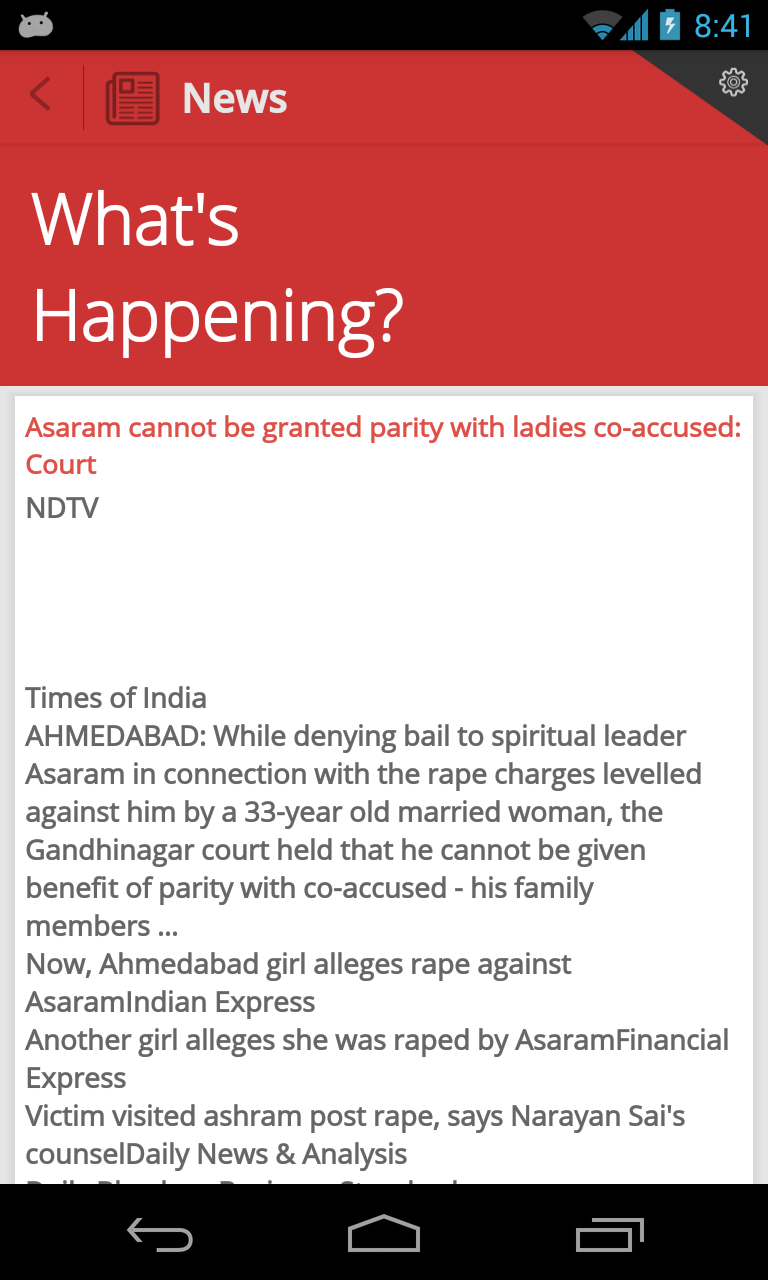 8:41
News
What's
Happening?
Asaram cannot be granted parity with ladies co-accused:
Court
NDTV
Times of India
AHMEDABAD: While denying bail to spiritual leader
Asaram in connection with the rape charges levelled
against him by a 33-year old married woman, the
Gandhinagar court held that he cannot be given
benefit of parity with co-accused - his family
members ...
Now, Ahmedabad girl alleges rape against
AsaramIndian Express
Another girl alleges she was raped by AsaramFinancial
Express
Victim visited ashram post rape, says Narayan Sai's
counselDaily News & Analysis